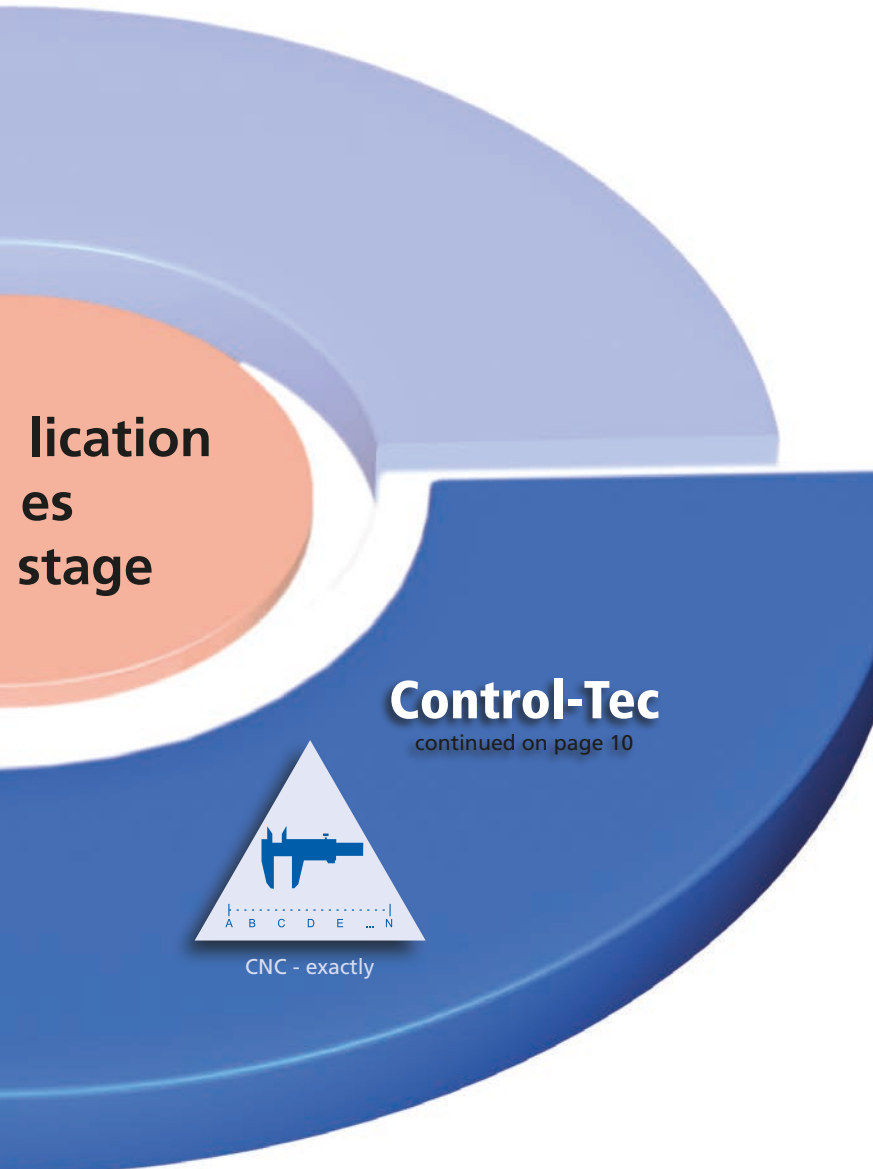 lication
es
stage
Control-Tec
continued on page 10
A B C D E ... N
CNC - exactly